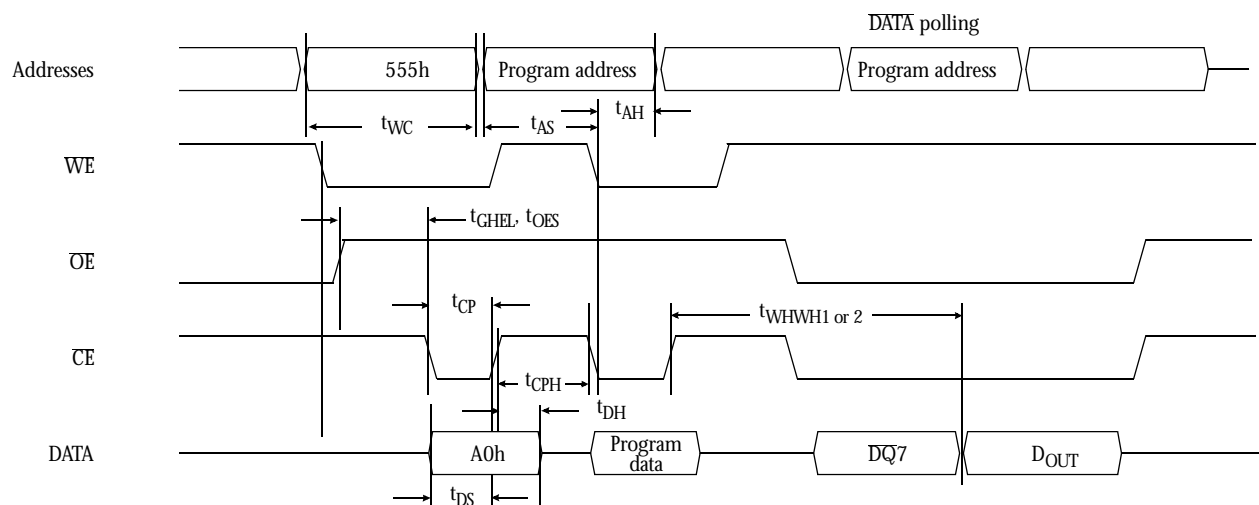 DATA polling
Addresses 555h Program address Program address
tWC tAS tAH
WE
tGHEL, tOES
OE
tCP tWHWH1 or 2
CE
tCPH
tDH
DATA A0h Program data DQ7 DOUT
tDS